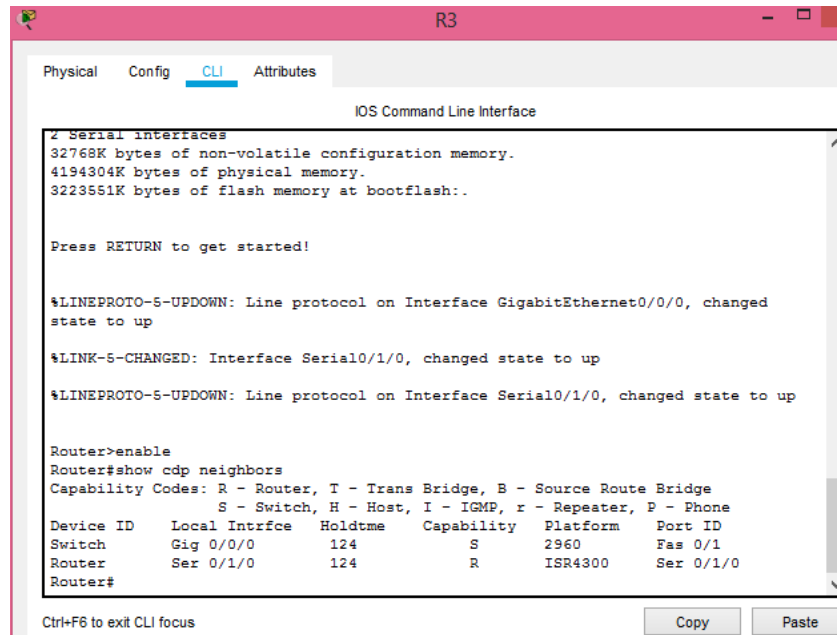 R3
Physical Config CLI Attributes
IOS Command Line Interface
2 Serial interfaces
32768K bytes of non-volatile configuration memory.
4194304K bytes of physical memory.
3223551K bytes of flash memory at bootflash:.
Press RETURN to get started!
%LINEPROTO-5-UPDOWN: Line protocol on Interface GigabitEthernet0/0/0, changed
state to up
%LINK-5-CHANGED: Interface Serial0/1/0, changed state to up
%LINEPROTO-5-UPDOWN: Line protocol on Interface Serial0/1/0, changed state to up
Router>enable
Router#show cdp neighbors
Capability Codes: R - Router, T - Trans Bridge, B - Source Route Bridge
S - Switch, H - Host, I - IGMP, r - Repeater, P - Phone
Device ID Local Intrfce Holdtme Capability Platform Port ID
Switch Gig 0/0/0 124 S 2960 Fas 0/1
Router Ser 0/1/0 124 R ISR4300 Ser 0/1/0
Router#
Ctrl+F6 to exit CLI focus Copy Paste